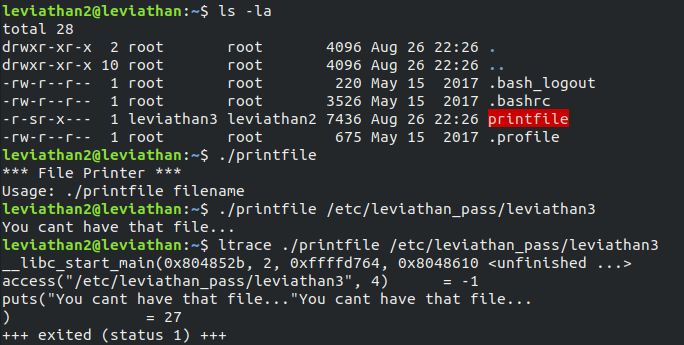 leviathan2@leviathan:~$ ls -la
total 28
drwxr-xr-x  2 root       root       4096 Aug 26 22:26 .
drwxr-xr-x 10 root       root       4096 Aug 26 22:26 ..
-rw-r--r--  1 root       root        220 May 15  2017 .bash_logout
-rw-r--r--  1 root       root       3526 May 15  2017 .bashrc
-r-sr-x---  1 leviathan3 leviathan2 7436 Aug 26 22:26 printfile
-rw-r--r--  1 root       root        675 May 15  2017 .profile
leviathan2@leviathan:~$ ./printfile
*** File Printer ***
Usage: ./printfile filename
leviathan2@leviathan:~$ ./printfile /etc/leviathan_pass/leviathan3
You cant have that file...
leviathan2@leviathan:~$ ltrace ./printfile /etc/leviathan_pass/leviathan3
__libc_start_main(0x804852b, 2, 0xffffd764, 0x8048610 <unfinished ...>
access("/etc/leviathan_pass/leviathan3", 4)      = -1
puts("You cant have that file..."You cant have that file...
)                = 27
+++ exited (status 1) +++